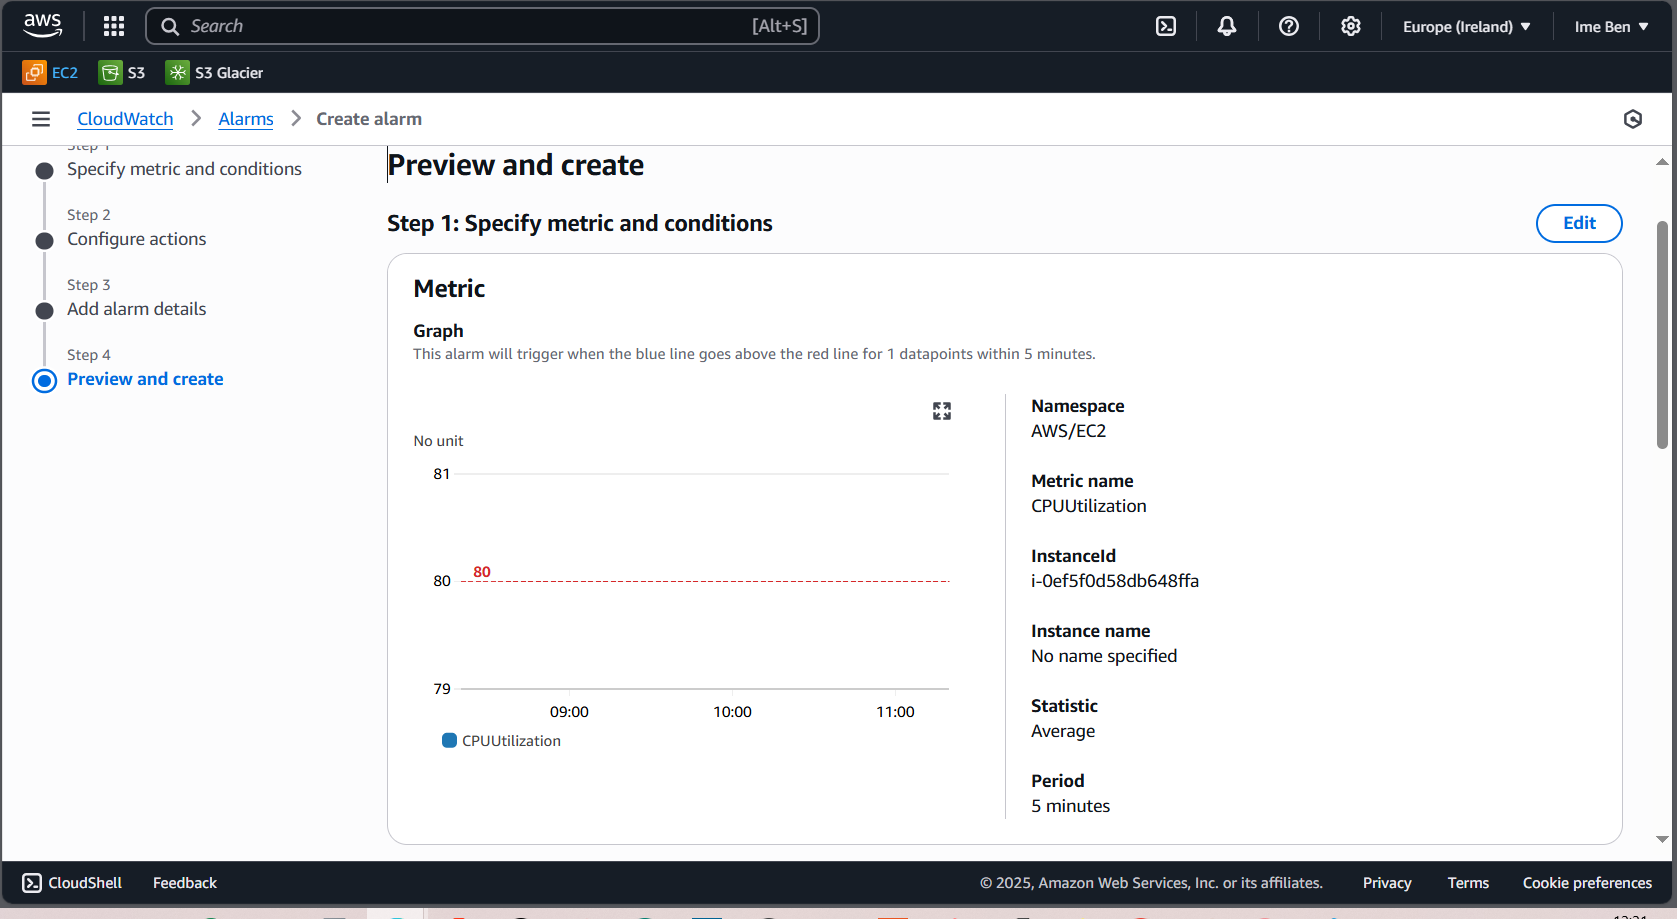 aws
Search [Alt+S]
Europe (Ireland) ▼
Ime Ben ▼
EC2
S3
S3 Glacier
CloudWatch > Alarms > Create alarm
Step 1
Specify metric and conditions
Step 2
Configure actions
Step 3
Add alarm details
Step 4
Preview and create
Preview and create
Step 1: Specify metric and conditions
Edit
Metric
Graph
This alarm will trigger when the blue line goes above the red line for 1 datapoints within 5 minutes.
No unit
81
80
80
79
09:00
10:00
11:00
CPUUtilization
Namespace
AWS/EC2
Metric name
CPUUtilization
InstanceId
i-0ef5f0d58db648ffa
Instance name
No name specified
Statistic
Average
Period
5 minutes
CloudShell
Feedback
© 2025, Amazon Web Services, Inc. or its affiliates.
Privacy
Terms
Cookie preferences